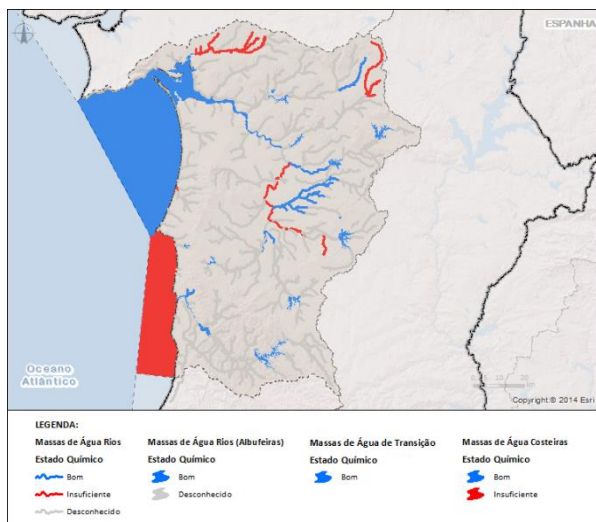 ESPANHA
Oceano
Atlântico
Copyright © 2014 Esri
LEGENDA:
Massas de Água Rios
Estado Químico
Bom
Insuficiente
Desconhecido
Massas de Água Rios (Albufeiras)
Estado Químico
Bom
Desconhecido
Massas de Água de Transição
Estado Químico
Bom
Massas de Água Costeiras
Estado Químico
Bom
Insuficiente